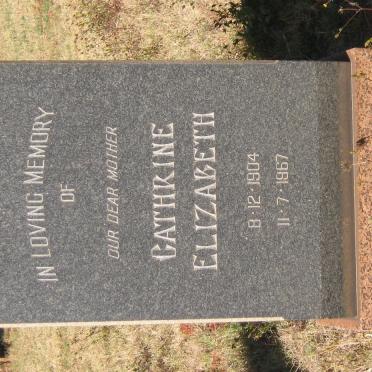 IN LOVING MEMORY
OF
OUR DEAR MOTHER
CATHRINE
ELIZABETH
8·12·1904
11·7·1967